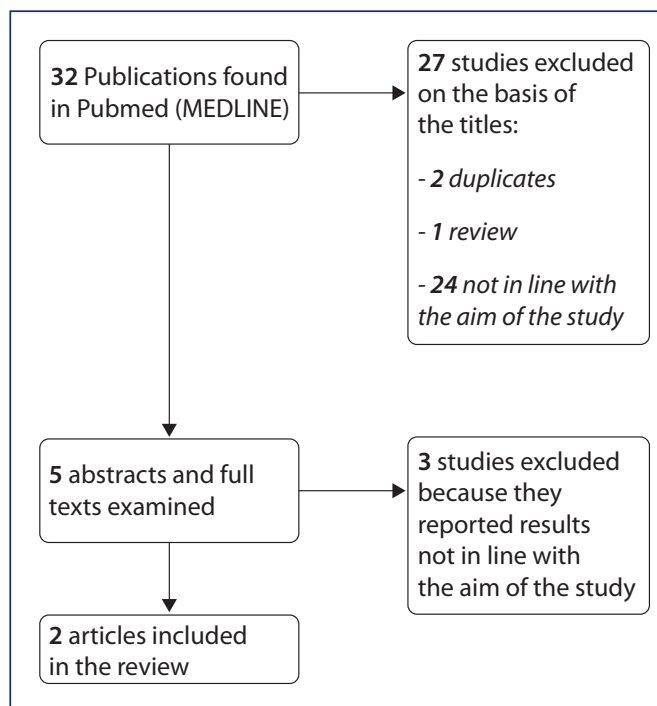 32 Publications found
in Pubmed (MEDLINE)
27 studies excluded
on the basis of
the titles:
- 2 duplicates
- 1 review
- 24 not in line with
the aim of the study
5 abstracts and full
texts examined
3 studies excluded
because they
reported results
not in line with
the aim of the study
2 articles included
in the review